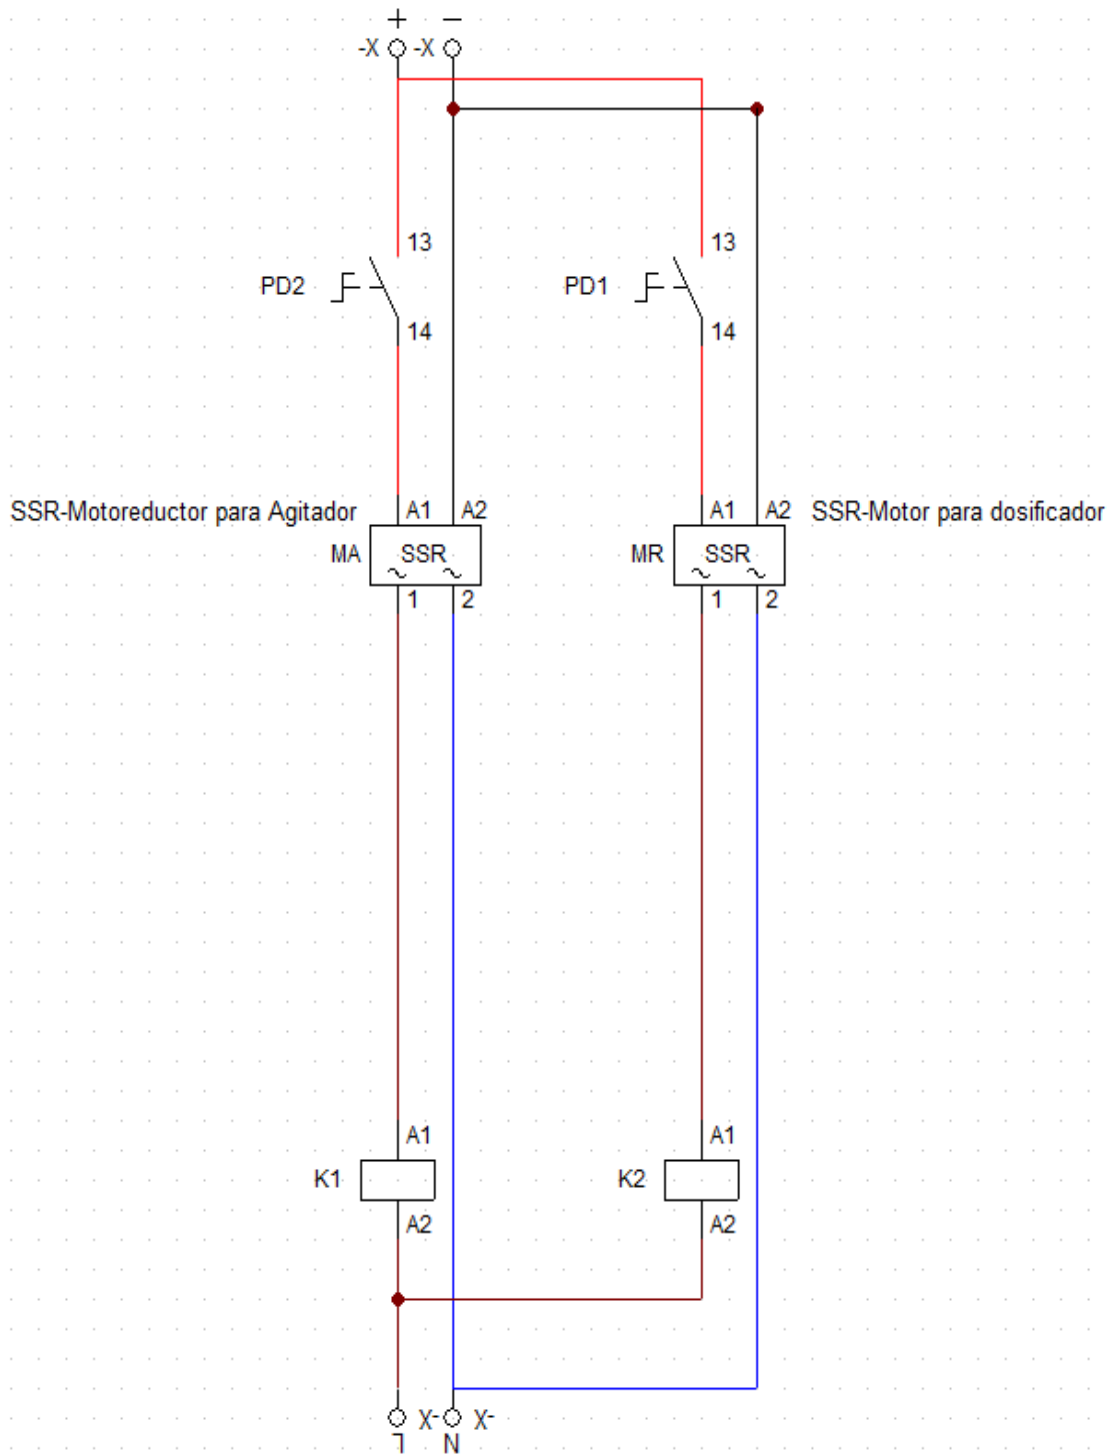 + −
-X -X
13 13
PD2 PD1
14 14
SSR-Motoreductor para Agitador A1 A2 A1 A2 SSR-Motor para dosificador
MA SSR MR SSR
1 2 1 2
A1 A1
K1 K2
A2 A2
X- X-
L N